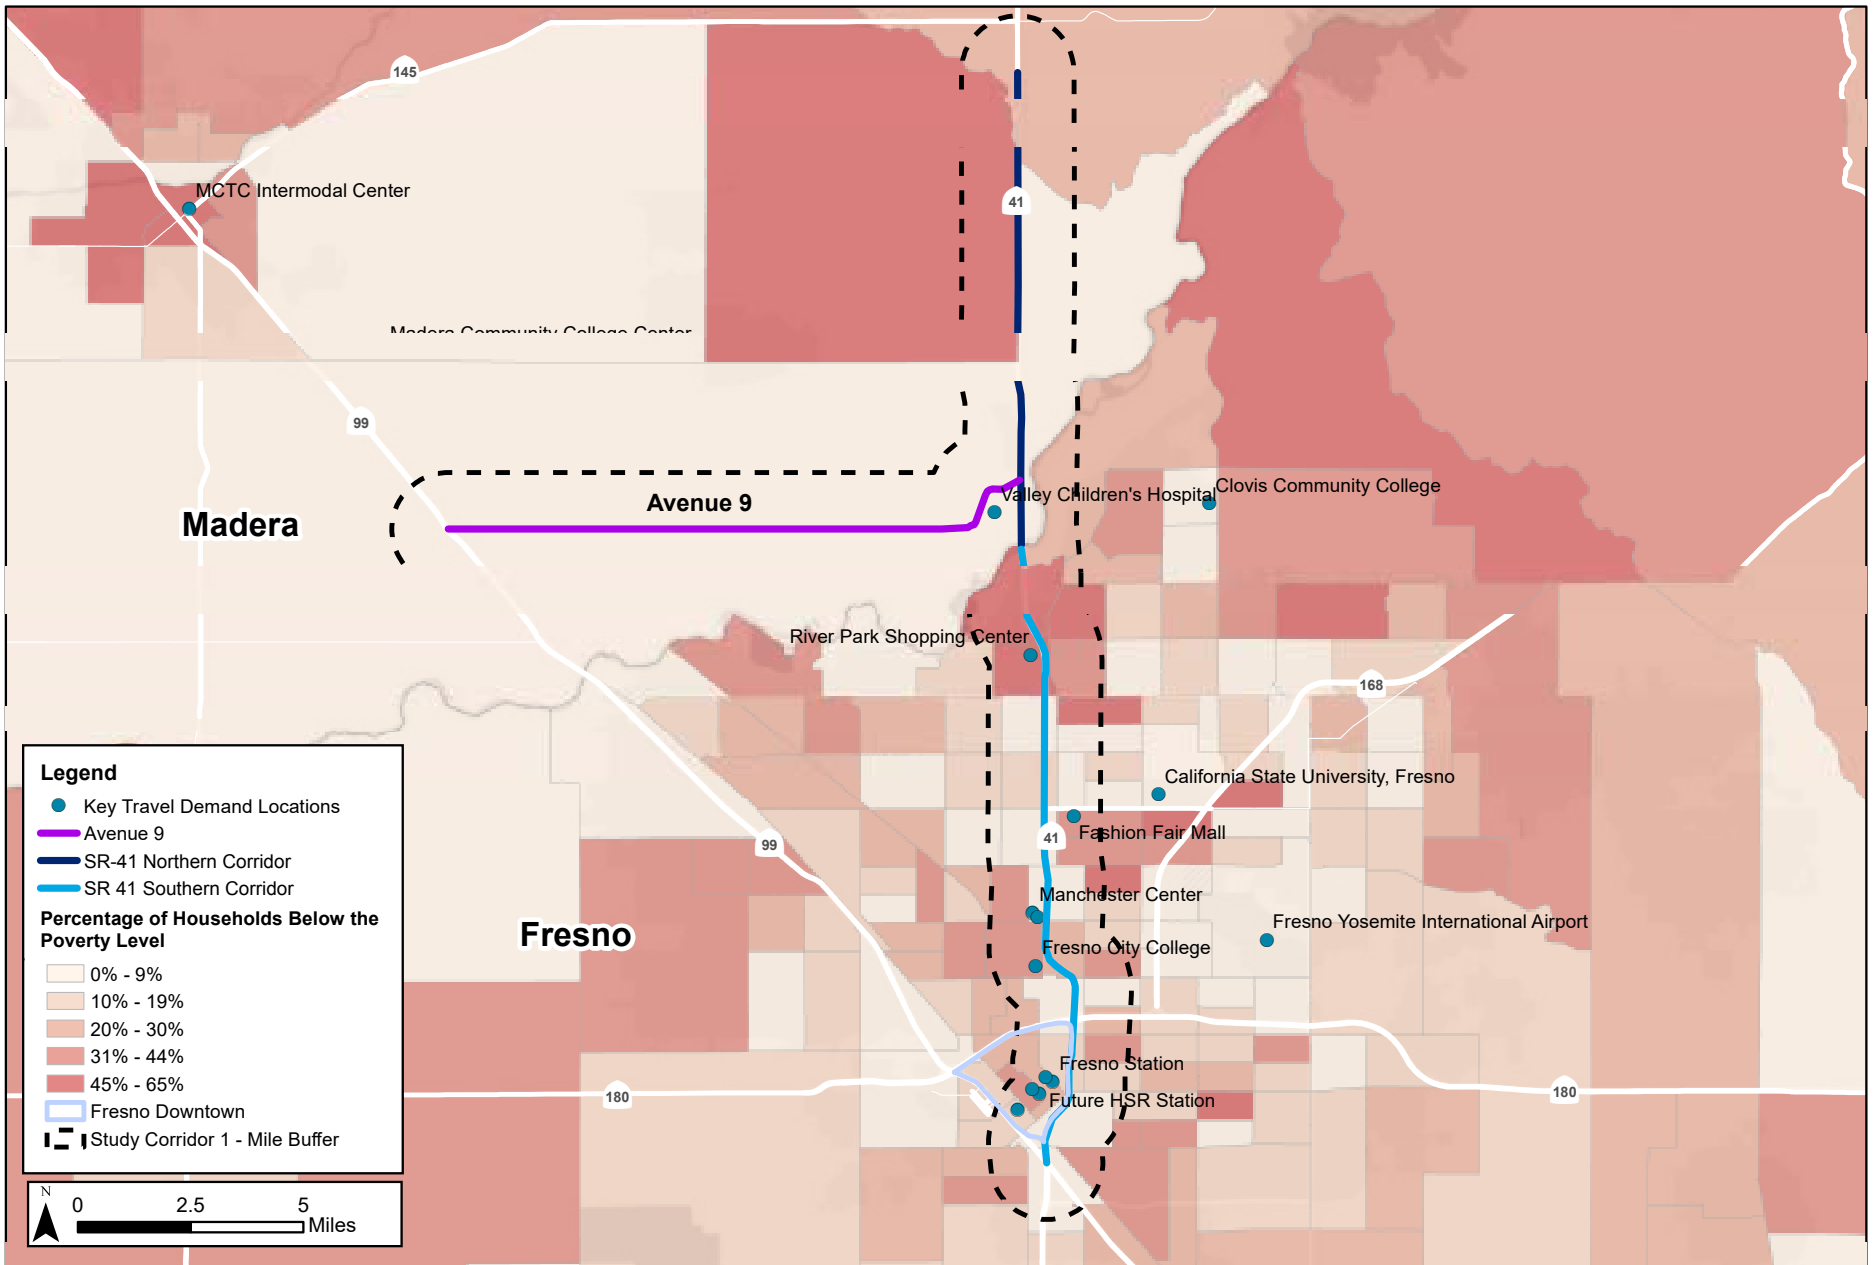 145
MCTC Intermodal Center
41
Madera Community College Center
99
Avenue 9
Valley Children's Hospital
Clovis Community College
Madera
River Park Shopping Center
168
California State University, Fresno
Fashion Fair Mall
41
99
Manchester Center
Fresno Yosemite International Airport
Fresno
Fresno City College
Fresno Station
Future HSR Station
180
180
Legend
Key Travel Demand Locations
Avenue 9
SR-41 Northern Corridor
SR 41 Southern Corridor
Percentage of Households Below the
Poverty Level
0% - 9%
10% - 19%
20% - 30%
31% - 44%
45% - 65%
Fresno Downtown
Study Corridor 1 - Mile Buffer
N
0 2.5 5
Miles